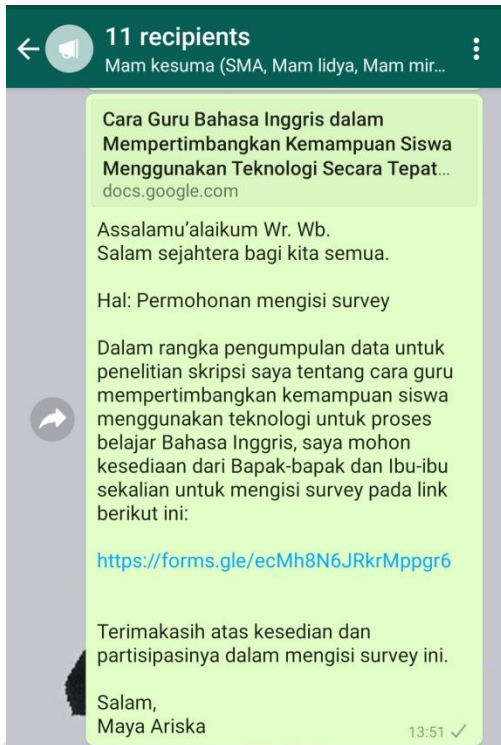 11 recipients
Mam kesuma (SMA, Mam lidya, Mam mir...
Cara Guru Bahasa Inggris dalam
Mempertimbangkan Kemampuan Siswa
Menggunakan Teknologi Secara Tepat...
docs.google.com
Assalamu’alaikum Wr. Wb.
Salam sejahtera bagi kita semua.
Hal: Permohonan mengisi survey
Dalam rangka pengumpulan data untuk
penelitian skripsi saya tentang cara guru
mempertimbangkan kemampuan siswa
menggunakan teknologi untuk proses
belajar Bahasa Inggris, saya mohon
kesediaan dari Bapak-bapak dan Ibu-ibu
sekalian untuk mengisi survey pada link
berikut ini:
https://forms.gle/ecMh8N6JRkrMppgr6
Terimakasih atas kesedian dan
partisipasinya dalam mengisi survey ini.
Salam,
Maya Ariska
13:51